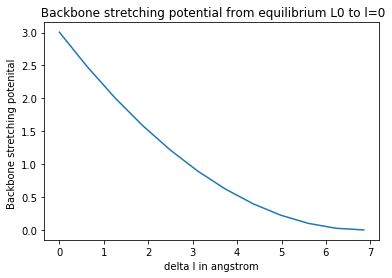 Backbone stretching potential from equilibrium L0 to l=0
Backbone stretching potenital
3.0
2.5
2.0
1.5
1.0
0.5
0.0
0 1 2 3 4 5 6 7
delta l in angstrom